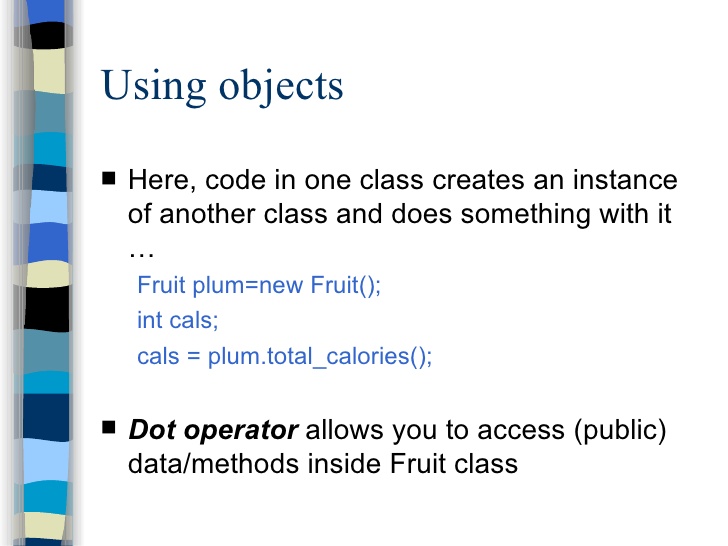 Using objects
Here, code in one class creates an instance
of another class and does something with it
…
Fruit plum=new Fruit();
int cals;
cals = plum.total_calories();
Dot operator allows you to access (public)
data/methods inside Fruit class